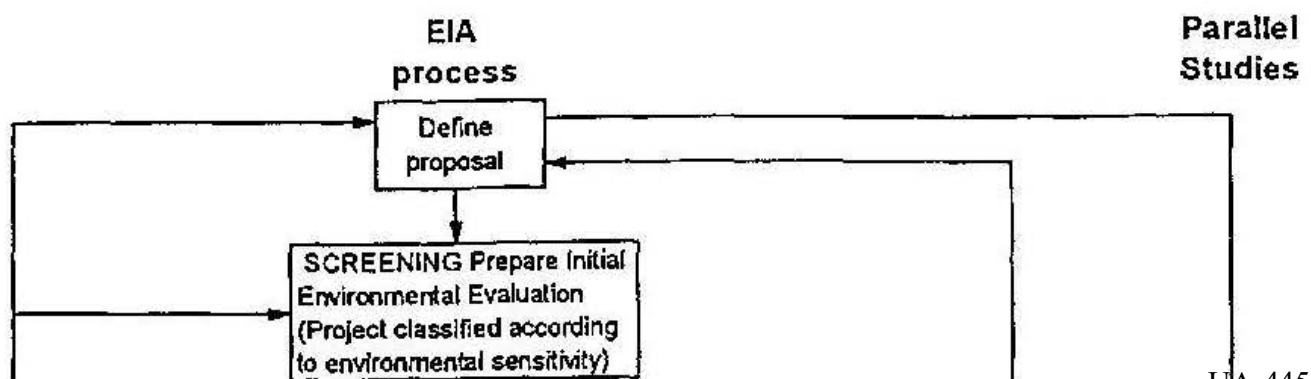 EIA
process
Parallel
Studies
Define
proposal
SCREENING Prepare Initial
Environmental Evaluation
(Project classified according
to environmental sensitivity)